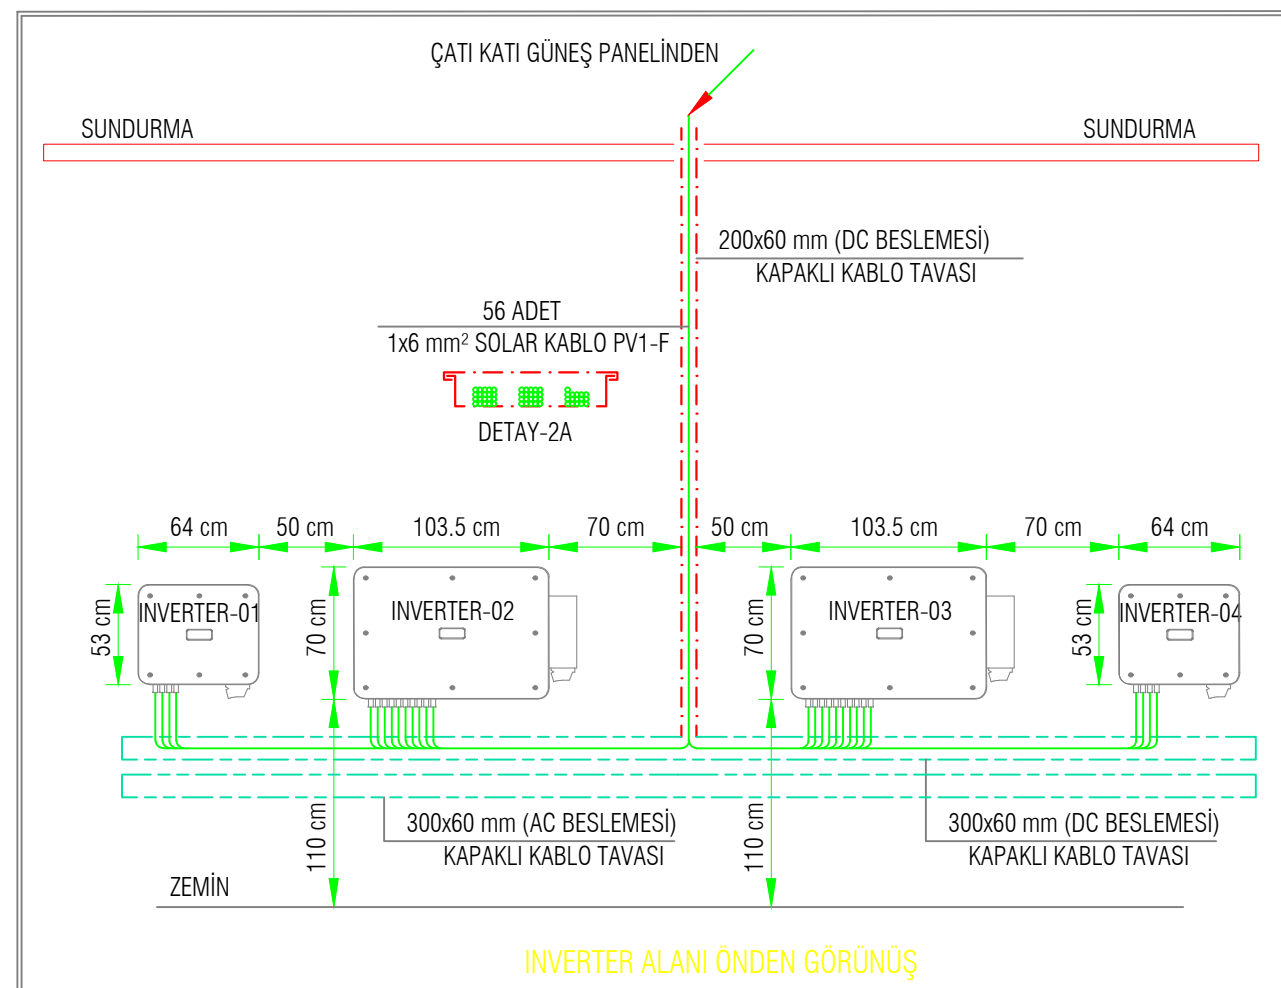 ÇATI KATI GÜNEŞ PANELİNDEN
SUNDURMA
SUNDURMA
200x60 mm (DC BESLEMESİ)
KAPAKLI KABLO TAVASI
56 ADET
1x6 mm² SOLAR KABLO PV1-F
DETAY-2A
64 cm
50 cm
103.5 cm
70 cm
50 cm
103.5 cm
70 cm
64 cm
53 cm
INVERTER-01
70 cm
INVERTER-02
70 cm
INVERTER-03
53 cm
INVERTER-04
110 cm
300x60 mm (AC BESLEMESİ)
KAPAKLI KABLO TAVASI
110 cm
300x60 mm (DC BESLEMESİ)
KAPAKLI KABLO TAVASI
ZEMİN
INVERTER ALANI ÖNDEN GÖRÜNÜŞ